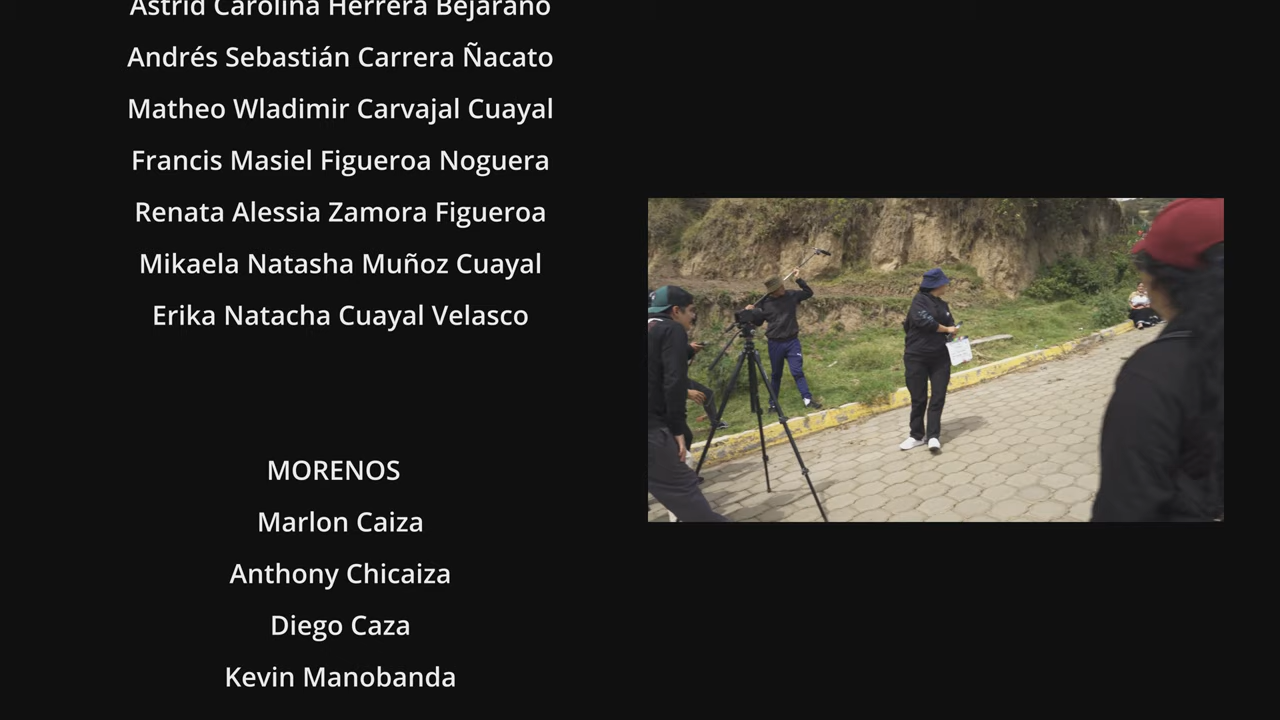 Astrid Carolina Herrera Bejarano
Andrés Sebastián Carrera Ñacato
Matheo Wladimir Carvajal Cuayal
Francis Masiel Figueroa Noguera
Renata Alessia Zamora Figueroa
Mikaela Natasha Muñoz Cuayal
Erika Natacha Cuayal Velasco
MORENOS
Marlon Caiza
Anthony Chicaiza
Diego Caza
Kevin Manobanda